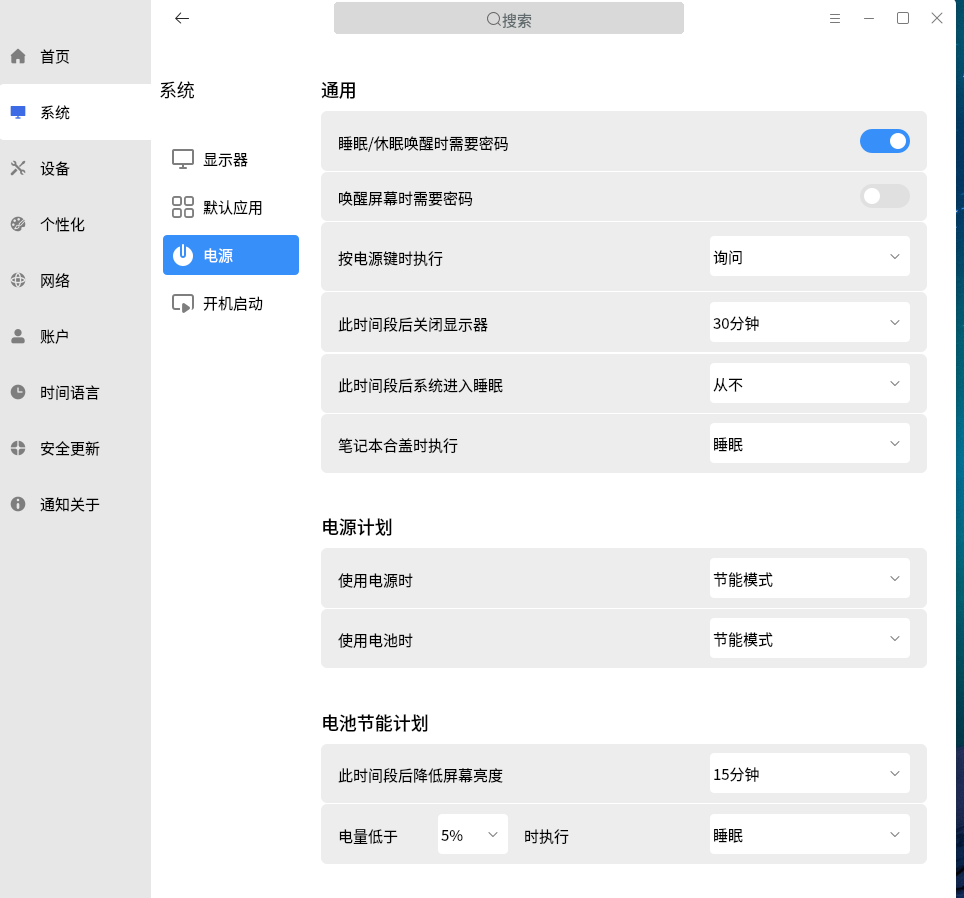 搜索
首页
系统
设备
个性化
网络
账户
时间语言
安全更新
通知关于
系统
显示器
默认应用
电源
开机启动
通用
睡眠/休眠唤醒时需要密码
唤醒屏幕时需要密码
按电源键时执行 询问
此时间段后关闭显示器 30分钟
此时间段后系统进入睡眠 从不
笔记本合盖时执行 睡眠
电源计划
使用电源时 节能模式
使用电池时 节能模式
电池节能计划
此时间段后降低屏幕亮度 15分钟
电量低于 5% 时执行 睡眠